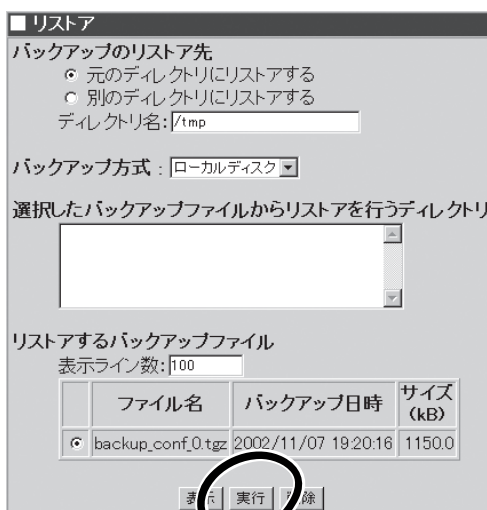 ■ リストア
バックアップのリストア先
元のディレクトリにリストアする
別のディレクトリにリストアする
ディレクトリ名: /tmp
バックアップ方式 : ローカルディスク
選択したバックアップファイルからリストアを行うディレクトリ
リストアするバックアップファイル
表示ライン数: 100
ファイル名 バックアップ日時 サイズ
(kB)
backup_conf_0.tgz 2002/11/07 19:20:16 1150.0
表示 実行 削除